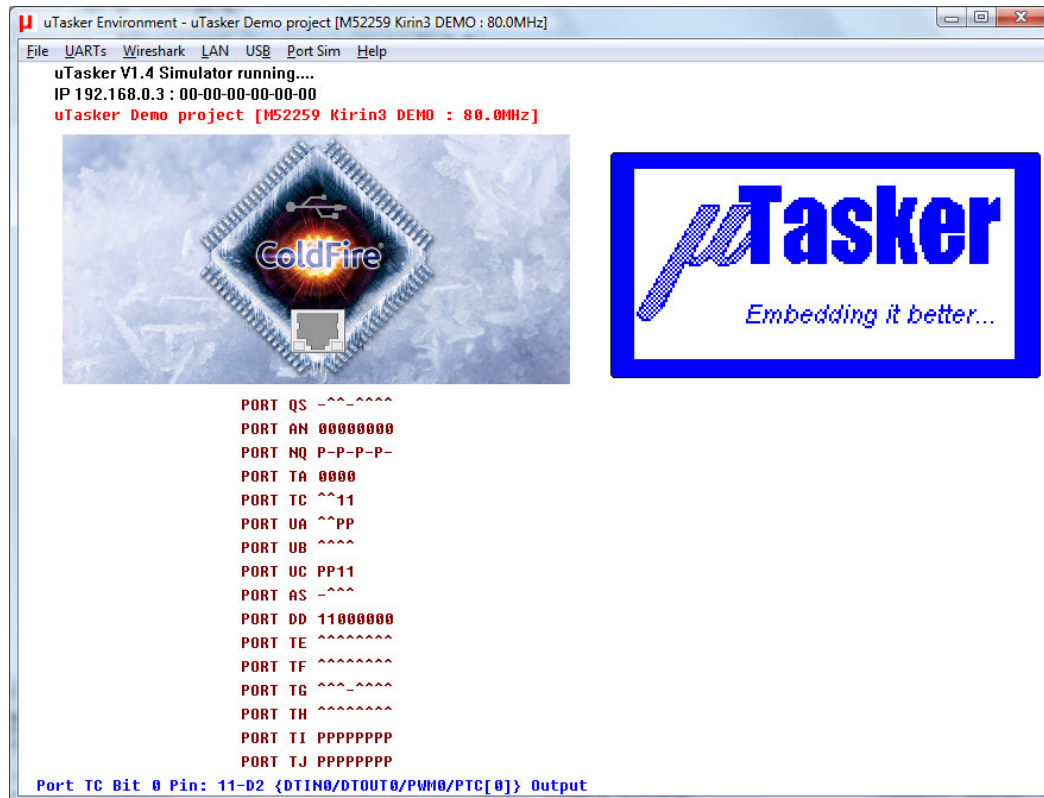 µ uTasker Environment - uTasker Demo project [M52259 Kirin3 DEMO : 80.0MHz]
File UARTs Wireshark LAN USB Port Sim Help
uTasker V1.4 Simulator running....
IP 192.168.0.3 : 00-00-00-00-00-00
uTasker Demo project [M52259 Kirin3 DEMO : 80.0MHz]
ColdFire®
µTasker
Embedding it better...
PORT QS -^^-^^^^
PORT AN 00000000
PORT NQ P-P-P-P-
PORT TA 0000
PORT TC ^^11
PORT UA ^^PP
PORT UB ^^^^
PORT UC PP11
PORT AS -^^^
PORT DD 11000000
PORT TE ^^^^^^^^
PORT TF ^^^^^^^^
PORT TG ^^^-^^^^
PORT TH ^^^^^^^^
PORT TI PPPPPPPP
PORT TJ PPPPPPPP
Port TC Bit 0 Pin: 11-D2 {DTIN0/DTOUT0/PWM0/PTC[0]} Output